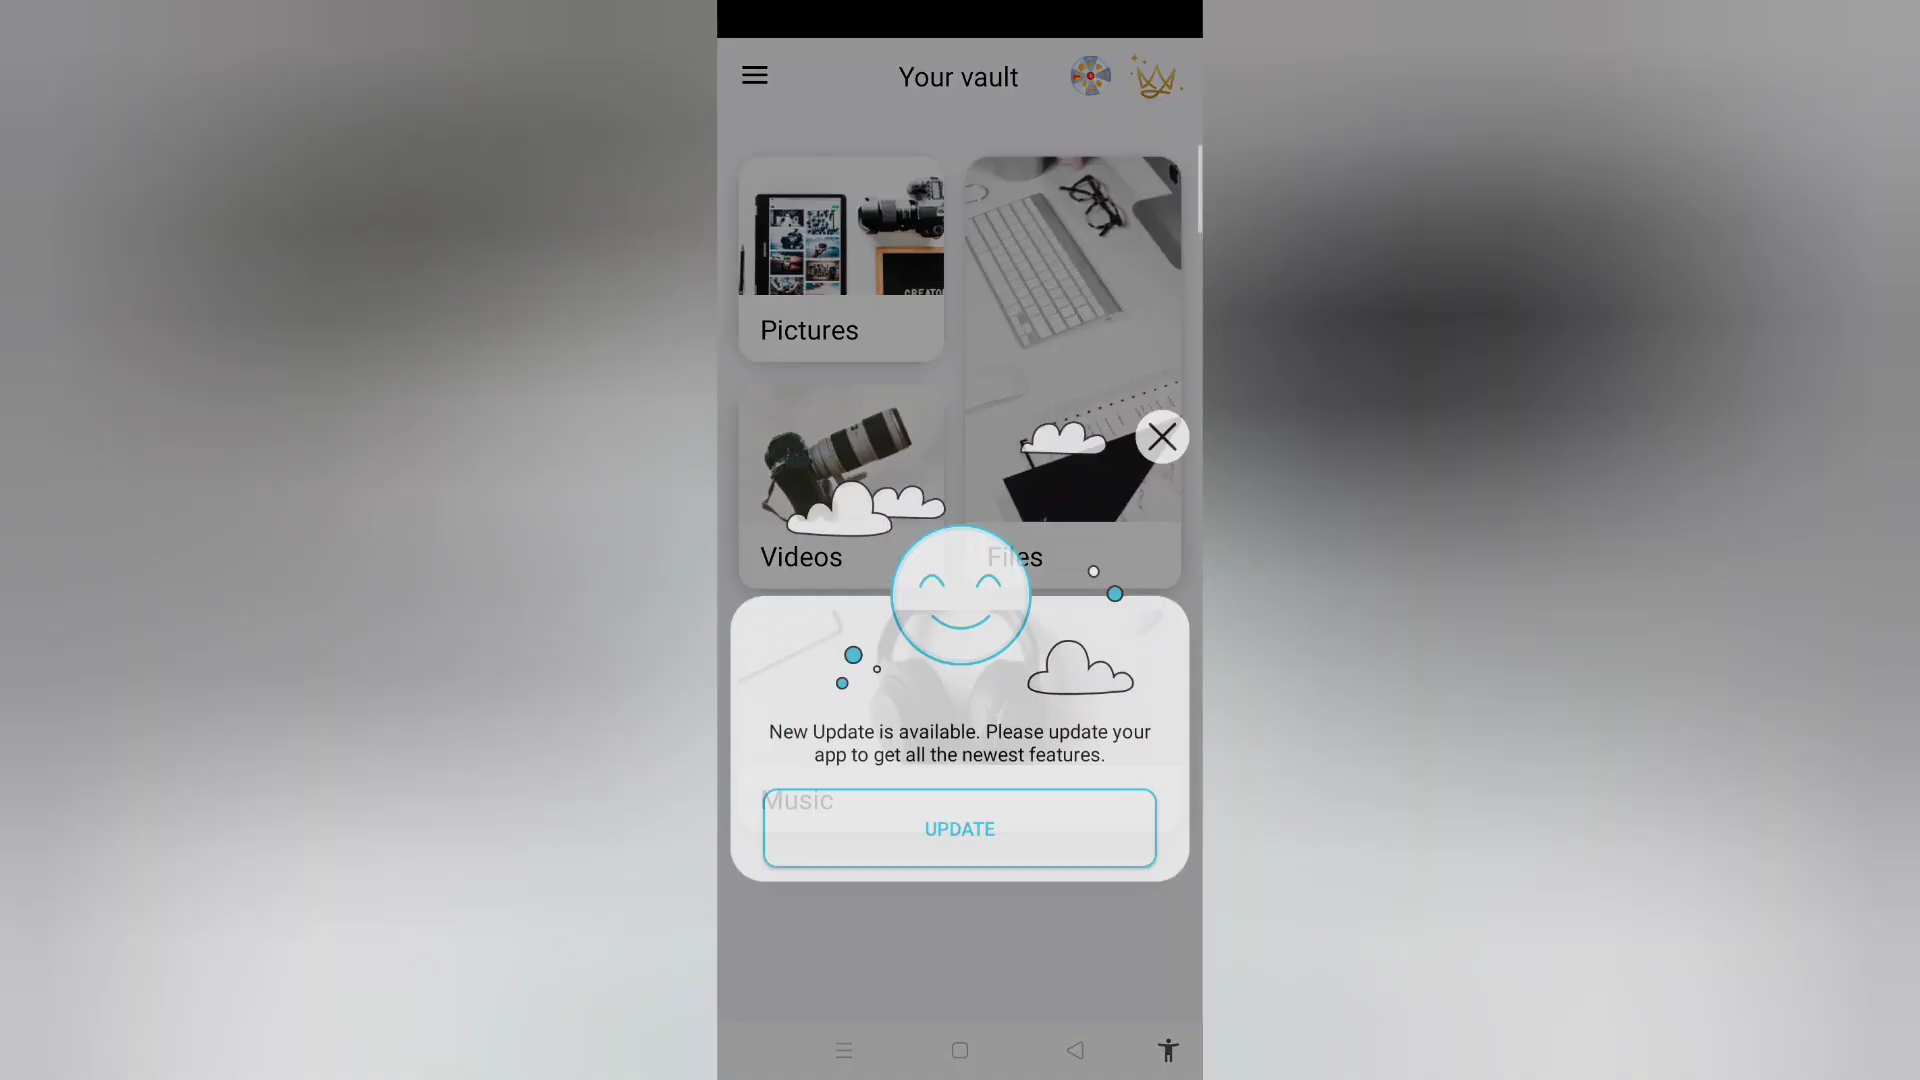 Your vault
CREATO
Pictures
Videos
Files
New Update is available. Please update your
app to get all the newest features.
Music
UPDATE